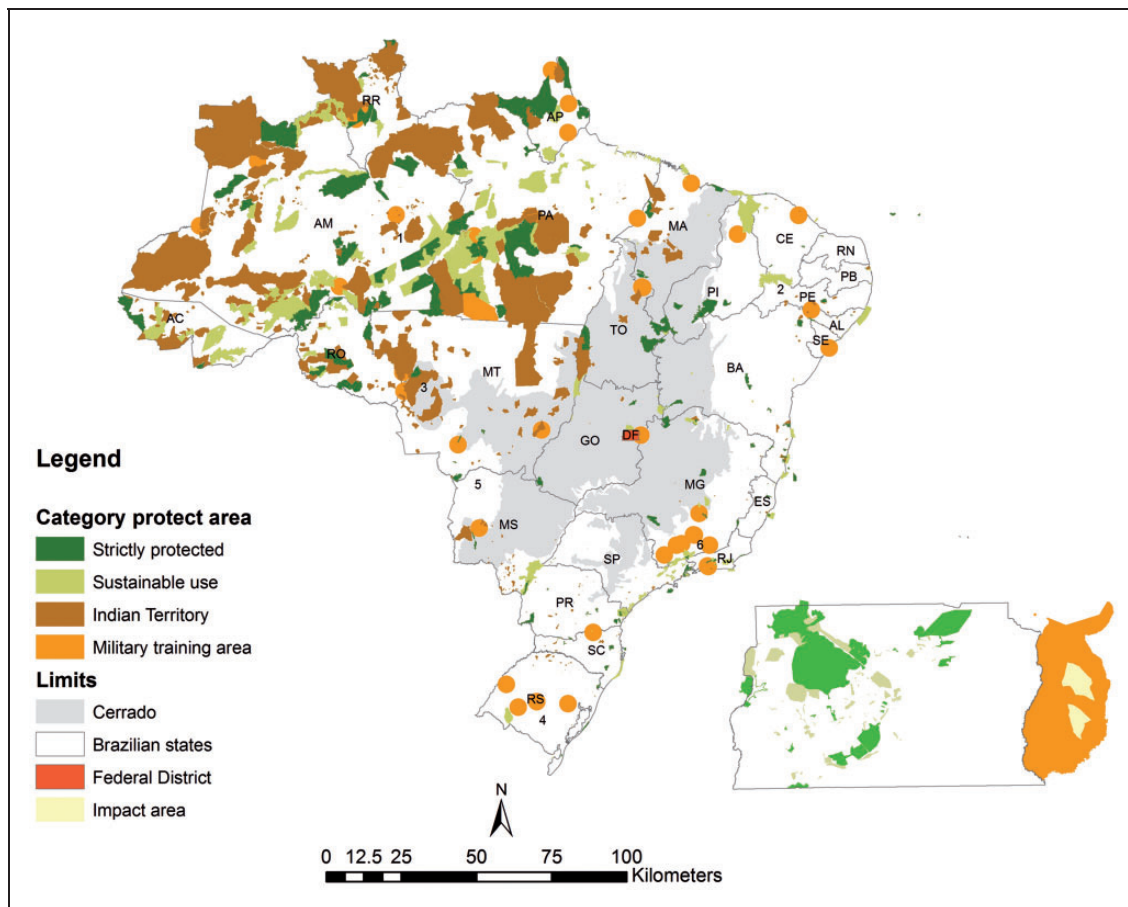 RR
AP
AM
1
PA
MA
CE
RN
PB
PI
2
PE
AL
SE
AC
TO
RO
MT
BA
3
GO
DF
5
MG
ES
MS
SP
6
RJ
PR
SC
RS
4
Legend
Category protect area
Strictly protected
Sustainable use
Indian Territory
Military training area
Limits
Cerrado
Brazilian states
Federal District
Impact area
N
0 12.5 25 50 75 100
Kilometers